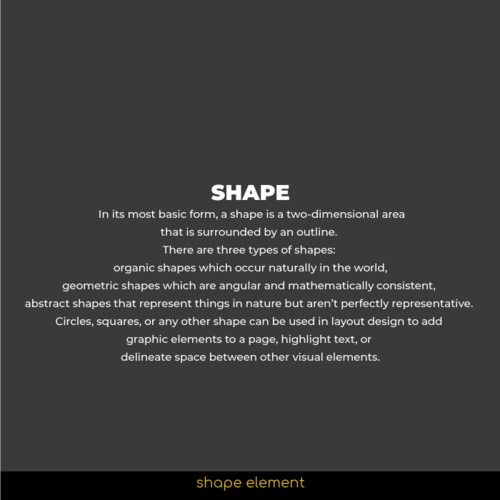 SHAPE
In its most basic form, a shape is a two-dimensional area
that is surrounded by an outline.
There are three types of shapes:
organic shapes which occur naturally in the world,
geometric shapes which are angular and mathematically consistent,
abstract shapes that represent things in nature but aren't perfectly representative.
Circles, squares, or any other shape can be used in layout design to add
graphic elements to a page, highlight text, or
delineate space between other visual elements.
shape element